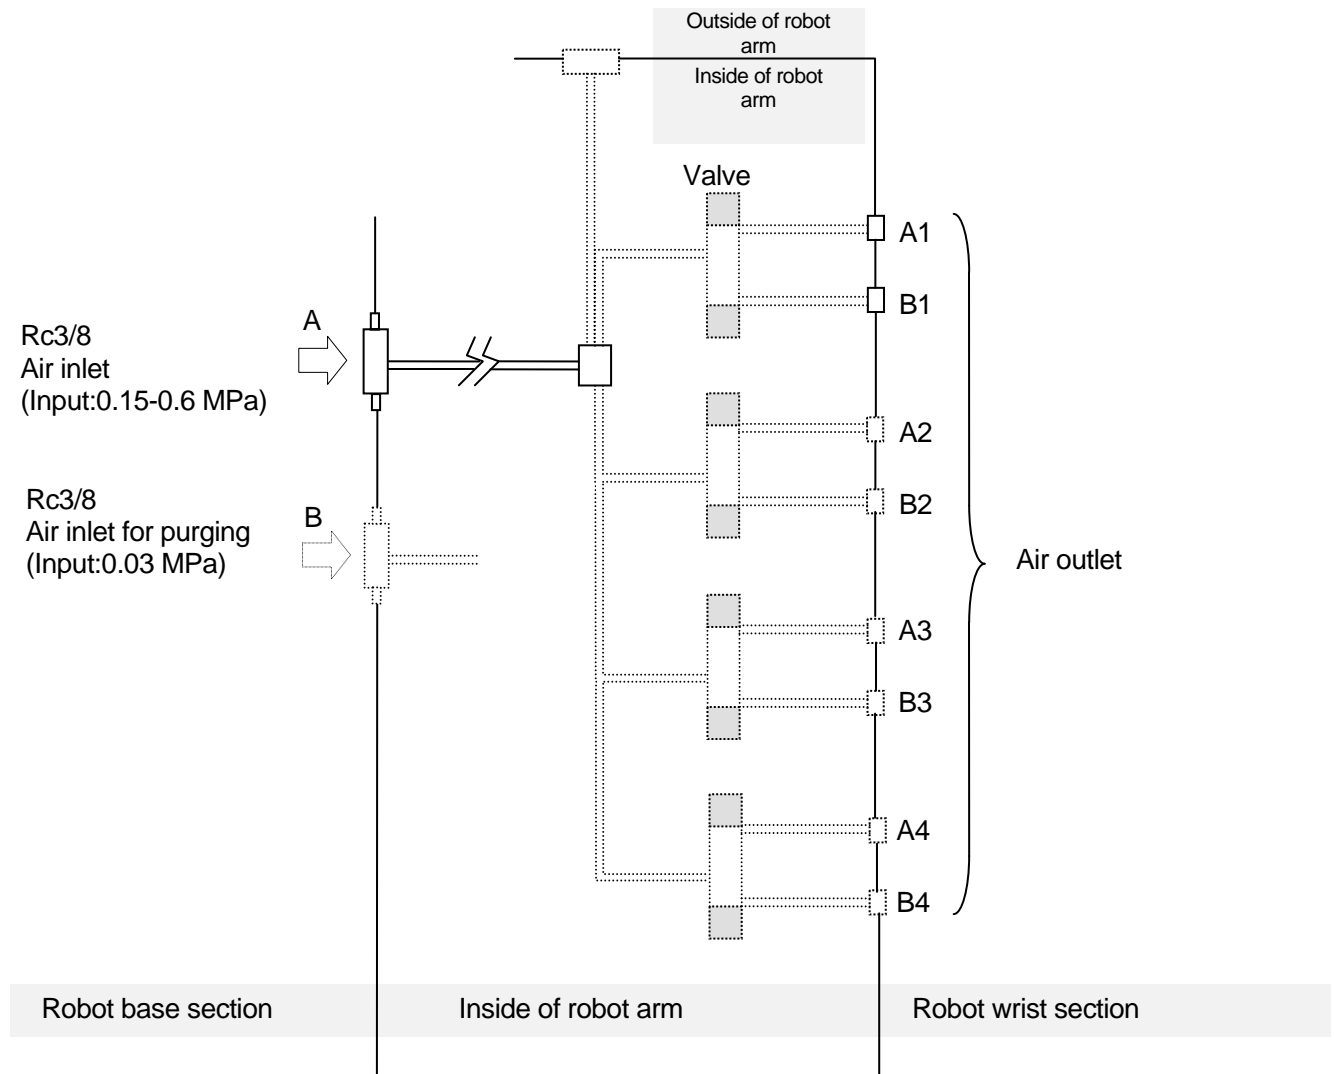 Outside of robot
arm
Inside of robot
arm
Valve
A1
B1
A
Rc3/8
Air inlet
(Input:0.15-0.6 MPa)
A2
B2
B
Rc3/8
Air inlet for purging
(Input:0.03 MPa)
Air outlet
A3
B3
A4
B4
Robot base section
Inside of robot arm
Robot wrist section